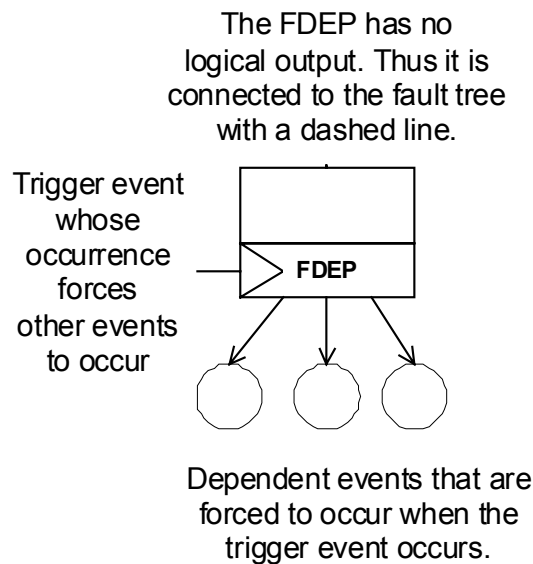 The FDEP has no
logical output. Thus it is
connected to the fault tree
with a dashed line.
Trigger event
whose
occurrence
forces
other events
to occur
FDEP
Dependent events that are
forced to occur when the
trigger event occurs.